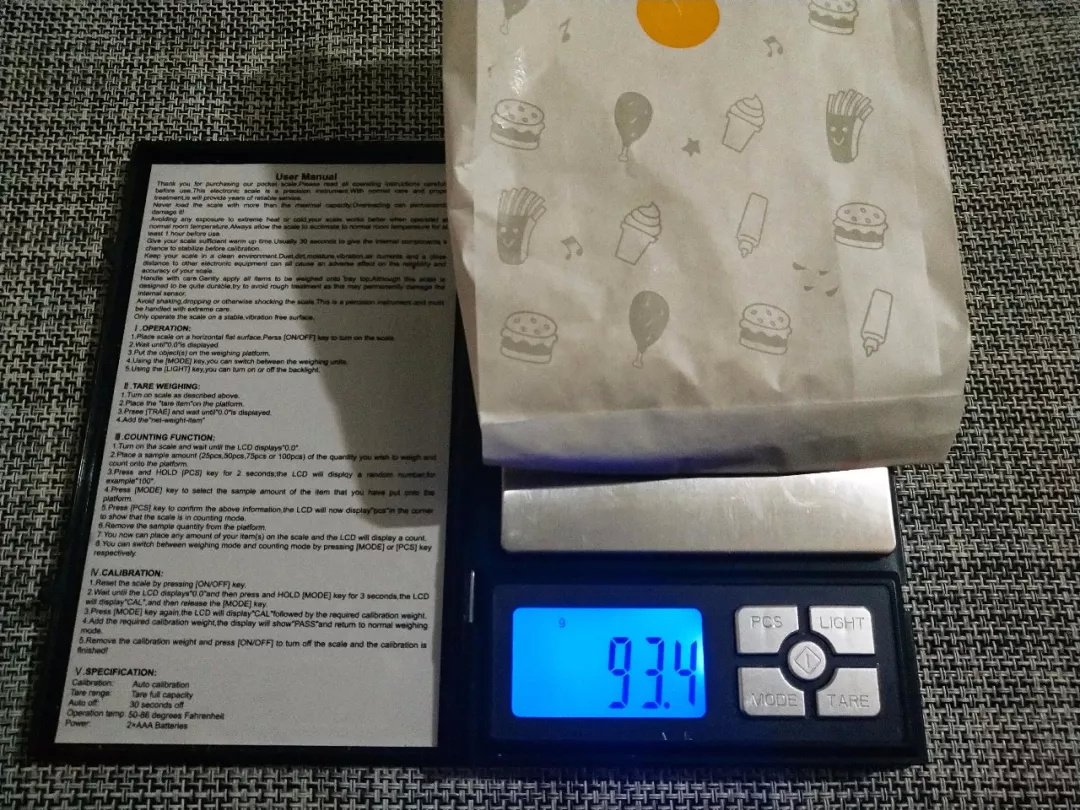 User Manual
Thank you for purchasing our pocket scale.Please read all operating instructions careful
before use.This electronic scale is a precision instrument.With normal care and prope
treatment,is will provide years of reliable service.
Never load the scale with more than the maximal capacity.Overloading can permanent
damage it!
Avoiding any exposure to extreme heat or cold,your scale works better when operated at
normal room temperature.Always allow the scale to acclimate to normal room temperature for at
least 1 hour before use.
Give your scale sufficient warm up time.Usually 30 seconds to give the internal components a
chance to stabilize before calibration.
Keep your scale in a clean environment.Dust,dirt,moisture,vibration,air currents and a close
distance to other electronic equipment can all cause an adverse effect on the reliability and
accuracy of your scale.
Handle with care.Gently apply all items to be weighed onto tray top.Although this scale is
designed to be quite durable,try to avoid rough treatment as this may permanently damage the
internal sensor.
Avoid shaking,dropping or otherwise shocking the scale.This is a percision instrument and must
be handled with extreme care.
Only operate the scale on a stable,vibration free surface.
Ⅰ.OPERATION:
1.Place scale on a horizontal flat surface.Perss [ON/OFF] key to turn on the scale.
2.Wait until"0.0"is displayed.
3.Put the object(s) on the weighing platform.
4.Using the [MODE] key,you can switch between the weighing units.
5.Using the [LIGHT] key,you can turn on or off the backlight.
Ⅱ.TARE WEIGHING:
1.Turn on scale as described above.
2.Place the "tare item"on the platform.
3.Prsee [TRAE] and wait until"0.0"is displayed.
4.Add the"net-weight-item"
Ⅲ.COUNTING FUNCTION:
1.Turn on the scale and wait until the LCD displays"0.0"
2.Place a sample amount (25pcs,50pcs,75pcs or 100pcs) of the quantity you wish to weigh and
count onto the platform.
3.Press and HOLD [PCS] key for 2 seconds;the LCD will display a random number,for
example"100".
4.Press [MODE] key to select the sample amount of the item that you have put onto the
platform.
5.Press [PCS] key to confirm the above information,the LCD will now display"pcs"in the corner
to show that the scale is in counting mode.
6.Remove the sample quantity from the platform.
7.You now can place any amount of your item(s) on the scale and the LCD will display a count.
8.You can switch between weighing mode and counting mode by pressing [MODE] or [PCS] key
respectively.
Ⅳ.CALIBRATION:
1.Reset the scale by pressing [ON/OFF] key.
2.Wait until the LCD displays"0.0"and then press and HOLD [MODE] key for 3 seconds,the LCD
will display"CAL",and then release the [MODE] key.
3.Press [MODE] key again,the LCD will display"CAL"followed by the required calibration weight.
4.Add the required calibration weight,the display will show"PASS"and return to normal weighing
mode.
5.Remove the calibration weight and press [ON/OFF] to turn off the scale and the calibration is
finished!
Ⅴ.SPECIFICATION:
Calibration: Auto calibration
Tare range: Tare full capacity
Auto off: 30 seconds off
Operation temp: 50-86 degrees Fahrenheit
Power: 2×AAA Batteries
g
93.4
PCS LIGHT
MODE TARE